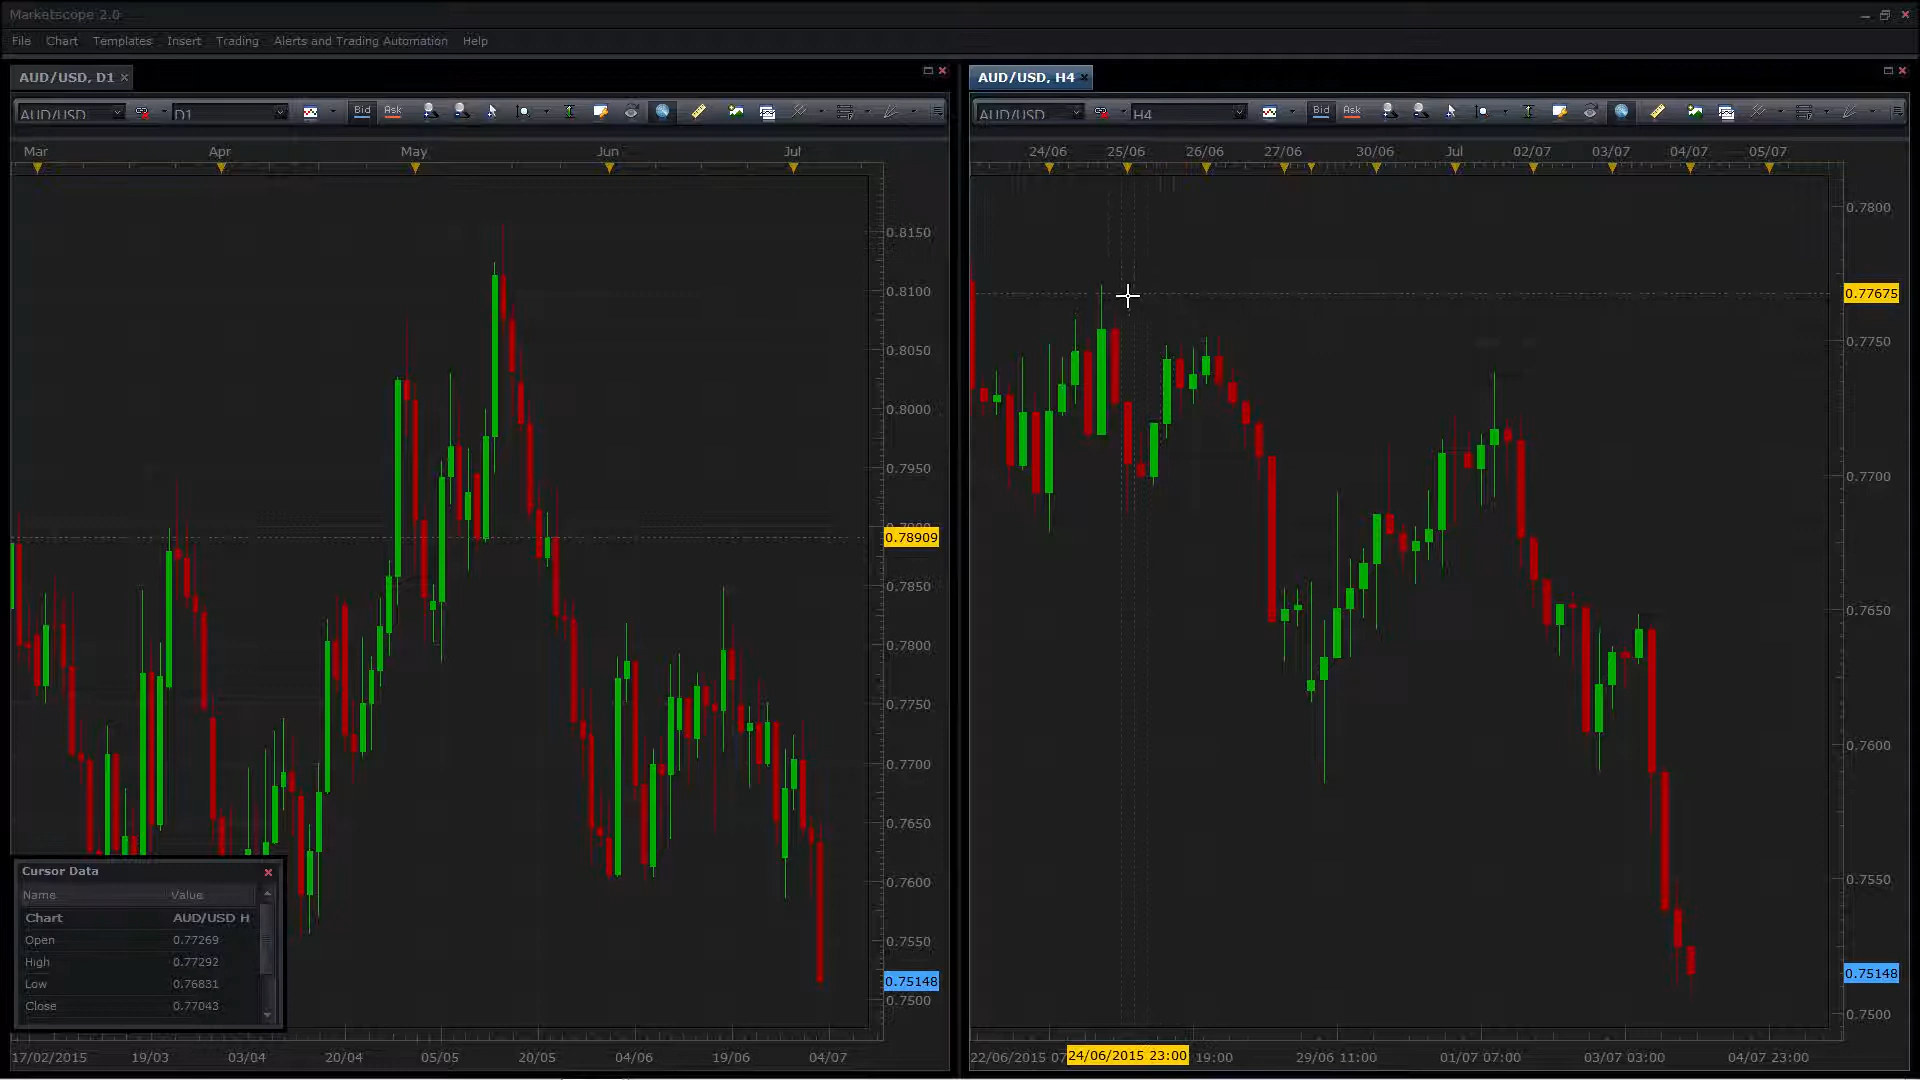 Marketscope 2.0
File Chart Templates Insert Trading Alerts and Trading Automation Help
AUD/USD, D1
AUD/USD D1 Bid Ask
Mar Apr May Jun Jul
0.8150
0.8100
0.8050
0.8000
0.7950
0.7900
0.78909
0.7850
0.7800
0.7750
0.7700
0.7650
0.7600
0.7550
0.75148
0.7500
17/02/2015 19/03 03/04 20/04 05/05 20/05 04/06 19/06 04/07
Cursor Data
Name Value
Chart AUD/USD H
Open 0.77269
High 0.77292
Low 0.76831
Close 0.77043
AUD/USD, H4
AUD/USD H4 Bid Ask
24/06 25/06 26/06 27/06 30/06 Jul 02/07 03/07 04/07 05/07
0.7800
0.77675
0.7750
0.7700
0.7650
0.7600
0.7550
0.75148
0.7500
22/06/2015 07 24/06/2015 23:00 19:00 29/06 11:00 01/07 07:00 03/07 03:00 04/07 23:00